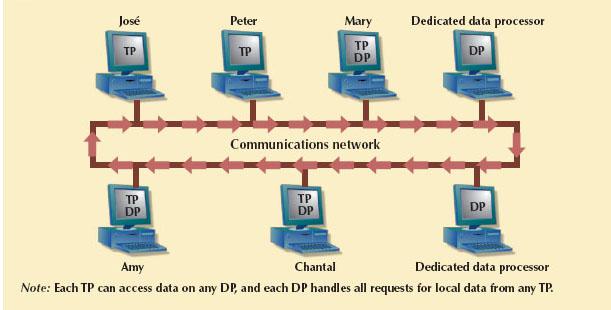 José Peter Mary Dedicated data processor
TP TP TP DP
DP
Communications network
TP TP DP
DP DP
Amy Chantal Dedicated data processor
Note: Each TP can access data on any DP, and each DP handles all requests for local data from any TP.